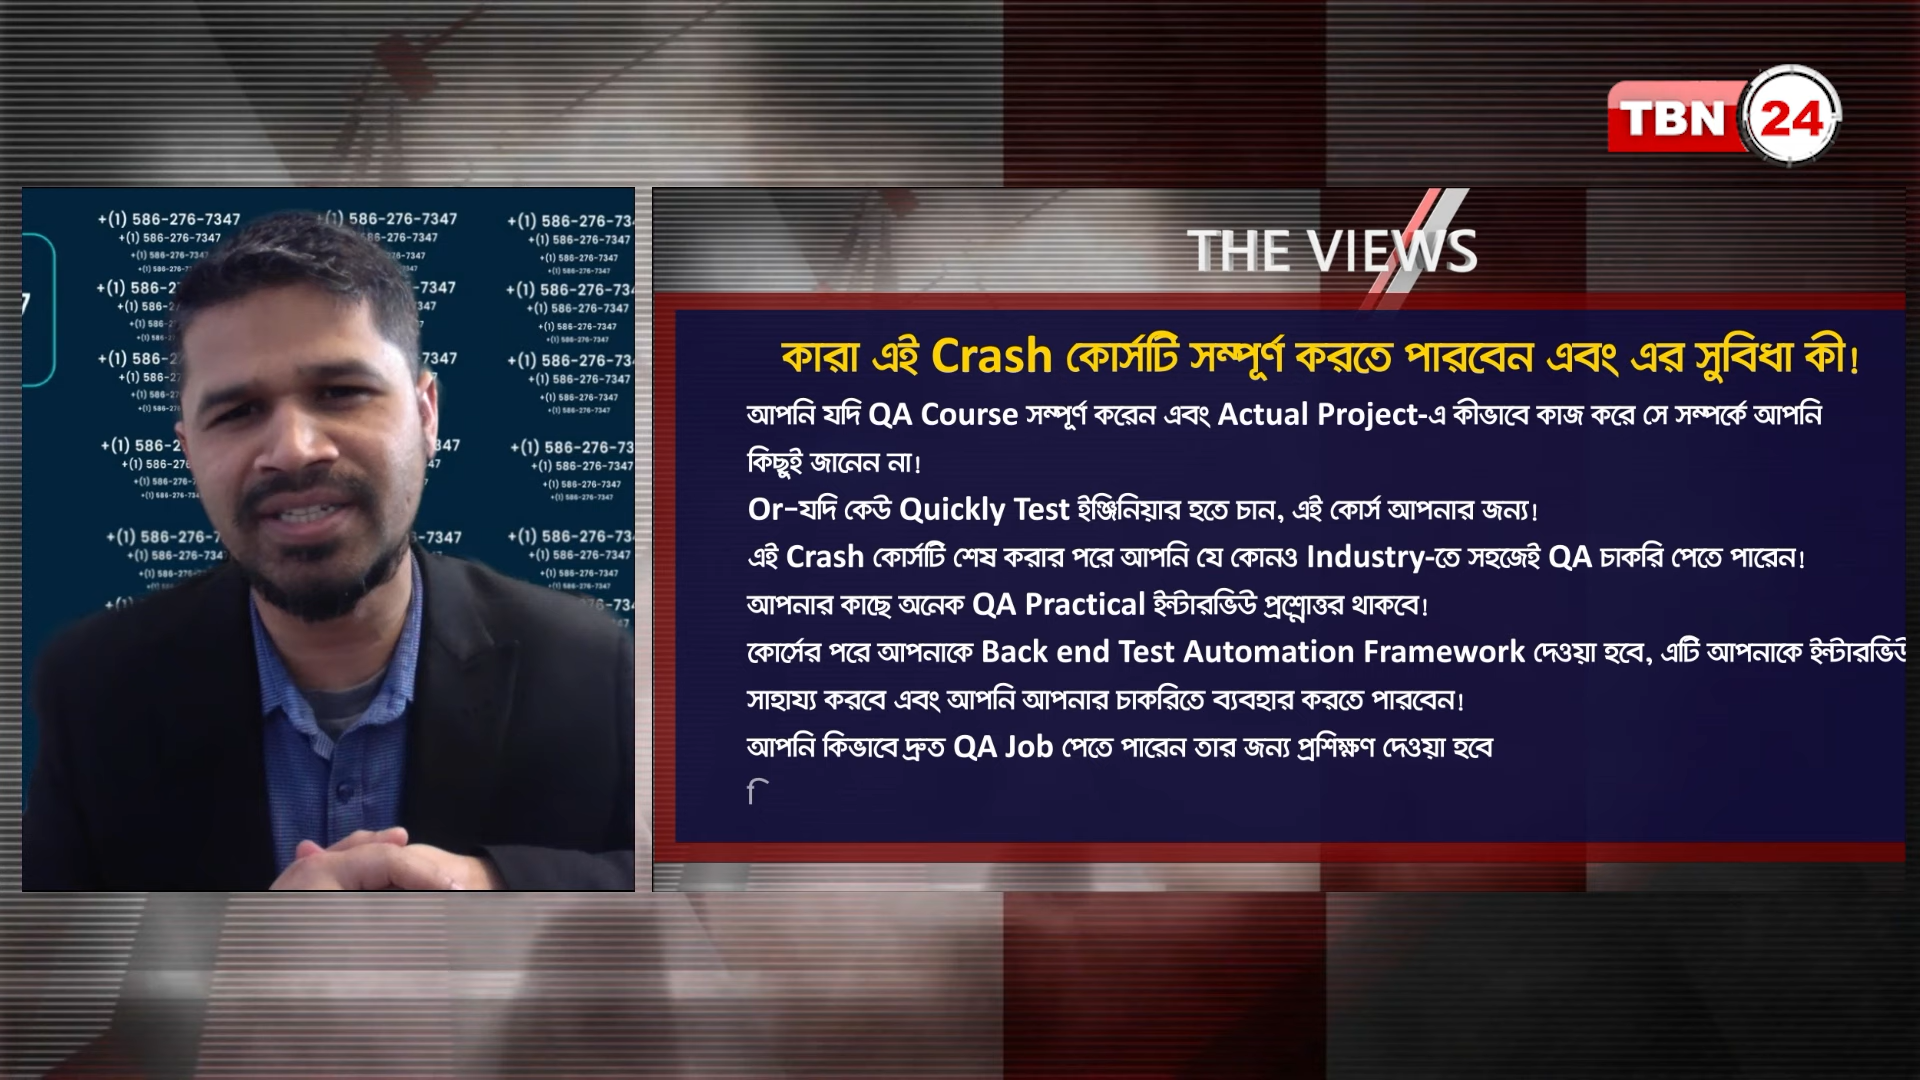 TBN 24
+(1) 586-276-7347 +(1) 586-276-7347 +(1) 586-276-73
+(1) 586-276-7347 +(1) 586-276-7347
THE VIEWS
কারা এই Crash কোর্সটি সম্পূর্ণ করতে পারবেন এবং এর সুবিধা কী!
আপনি যদি QA Course সম্পূর্ণ করেন এবং Actual Project-এ কীভাবে কাজ করে সে সম্পর্কে আপনি
কিছুই জানেন না!
Or–যদি কেউ Quickly Test ইঞ্জিনিয়ার হতে চান, এই কোর্স আপনার জন্য!
এই Crash কোর্সটি শেষ করার পরে আপনি যে কোনও Industry-তে সহজেই QA চাকরি পেতে পারেন!
আপনার কাছে অনেক QA Practical ইন্টারভিউ প্রশ্নোত্তর থাকবে!
কোর্সের পরে আপনাকে Back end Test Automation Framework দেওয়া হবে, এটি আপনাকে ইন্টারভিউ
সাহায্য করবে এবং আপনি আপনার চাকরিতে ব্যবহার করতে পারবেন!
আপনি কিভাবে দ্রুত QA Job পেতে পারেন তার জন্য প্রশিক্ষণ দেওয়া হবে